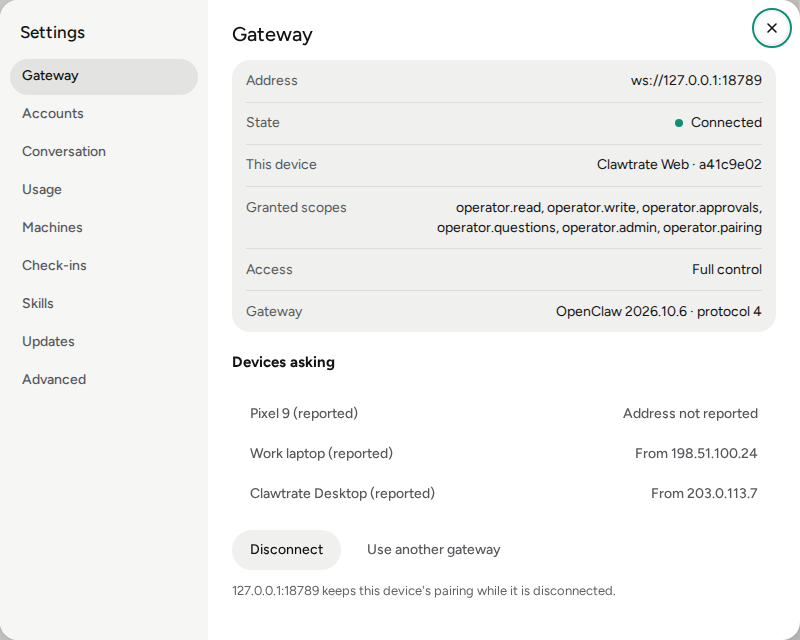 Settings
Gateway
Accounts
Conversation
Usage
Machines
Check-ins
Skills
Updates
Advanced
Gateway
Address ws://127.0.0.1:18789
State Connected
This device Clawtrate Web · a41c9e02
Granted scopes operator.read, operator.write, operator.approvals,
operator.questions, operator.admin, operator.pairing
Access Full control
Gateway OpenClaw 2026.10.6 · protocol 4
Devices asking
Pixel 9 (reported) Address not reported
Work laptop (reported) From 198.51.100.24
Clawtrate Desktop (reported) From 203.0.113.7
Disconnect Use another gateway
127.0.0.1:18789 keeps this device's pairing while it is disconnected.